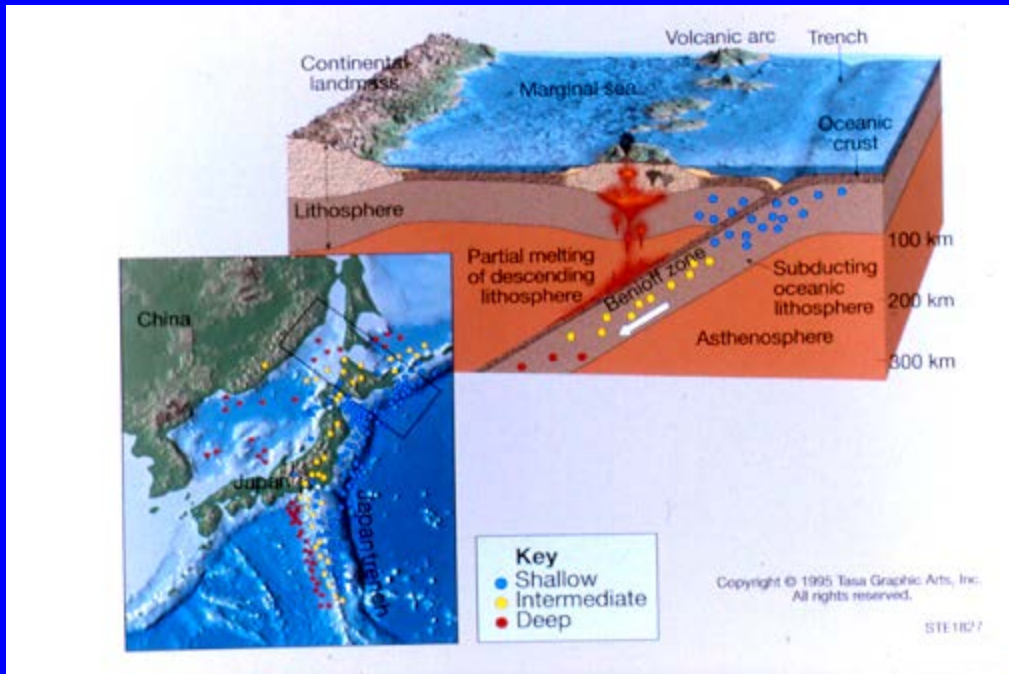 Volcanic arc
Trench
Continental
landmass
Marginal sea
Oceanic
crust
Lithosphere
100 km
Partial melting
of descending
lithosphere
Benioff zone
Subducting
oceanic
lithosphere
200 km
Asthenosphere
300 km
China
Japan
Japan trench
Key
Shallow
Intermediate
Deep
Copyright © 1995 Tasa Graphic Arts, Inc.
All rights reserved.
STE1827